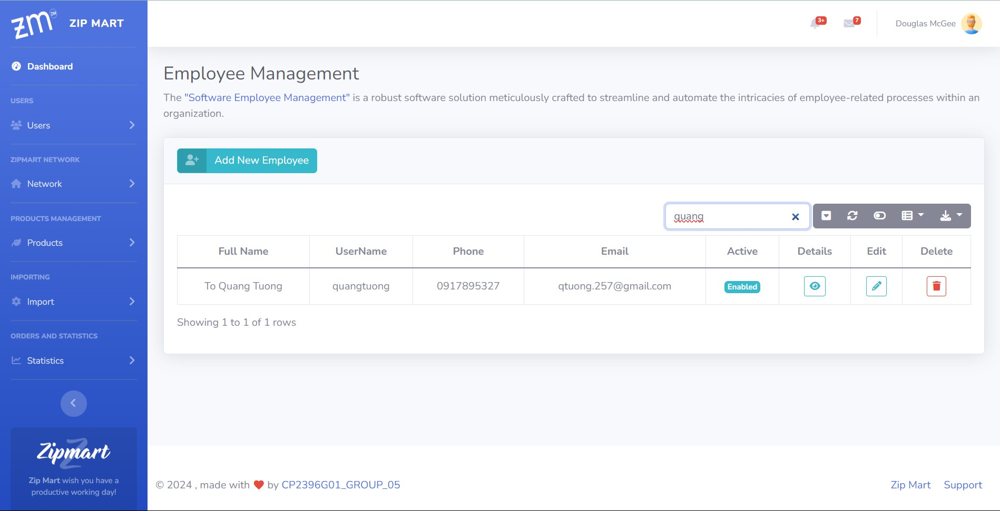 zm ZM ZIP MART
3+ 7 Douglas McGee
Dashboard
USERS
Users
ZIPMART NETWORK
Network
PRODUCTS MANAGEMENT
Products
IMPORTING
Import
ORDERS AND STATISTICS
Statistics
Zipmart
Zip Mart wish you have a
productive working day!
Employee Management
The "Software Employee Management" is a robust software solution meticulously crafted to streamline and automate the intricacies of employee-related processes within an
organization.
Add New Employee
quang
Full Name UserName Phone Email Active Details Edit Delete
To Quang Tuong quangtuong 0917895327 qtuong.257@gmail.com Enabled
Showing 1 to 1 of 1 rows
© 2024 , made with ❤ by CP2396G01_GROUP_05
Zip Mart Support